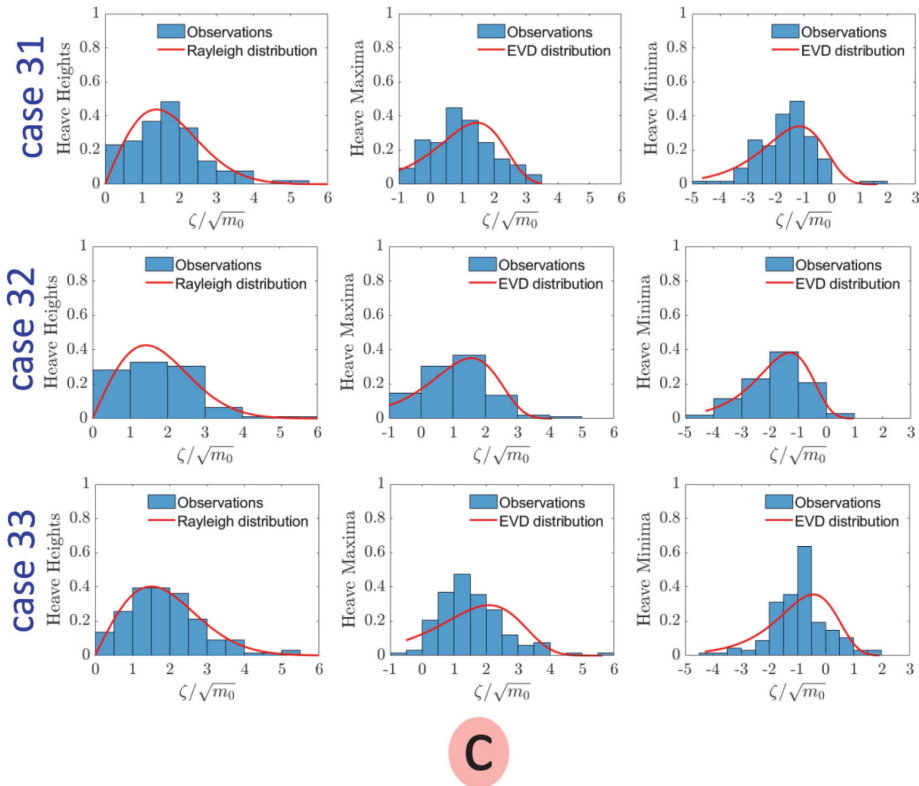 case 31
Heave Heights
1
0.8
0.6
0.4
0.2
0
Observations
Rayleigh distribution
0 1 2 3 4 5 6
ζ/√m₀
Heave Maxima
1
0.8
0.6
0.4
0.2
0
Observations
EVD distribution
-1 0 1 2 3 4 5 6
ζ/√m₀
Heave Minima
1
0.8
0.6
0.4
0.2
0
Observations
EVD distribution
-5 -4 -3 -2 -1 0 1 2 3
ζ/√m₀
case 32
Heave Heights
1
0.8
0.6
0.4
0.2
0
Observations
Rayleigh distribution
0 1 2 3 4 5 6
ζ/√m₀
Heave Maxima
1
0.8
0.6
0.4
0.2
0
Observations
EVD distribution
-1 0 1 2 3 4 5 6
ζ/√m₀
Heave Minima
1
0.8
0.6
0.4
0.2
0
Observations
EVD distribution
-5 -4 -3 -2 -1 0 1 2 3
ζ/√m₀
case 33
Heave Heights
1
0.8
0.6
0.4
0.2
0
Observations
Rayleigh distribution
0 1 2 3 4 5 6
ζ/√m₀
Heave Maxima
1
0.8
0.6
0.4
0.2
0
Observations
EVD distribution
-1 0 1 2 3 4 5 6
ζ/√m₀
Heave Minima
1
0.8
0.6
0.4
0.2
0
Observations
EVD distribution
-5 -4 -3 -2 -1 0 1 2 3
ζ/√m₀
C